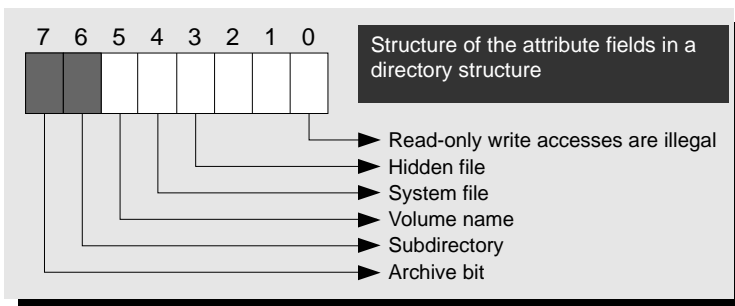 7 6 5 4 3 2 1 0
Structure of the attribute fields in a
directory structure
Read-only write accesses are illegal
Hidden file
System file
Volume name
Subdirectory
Archive bit